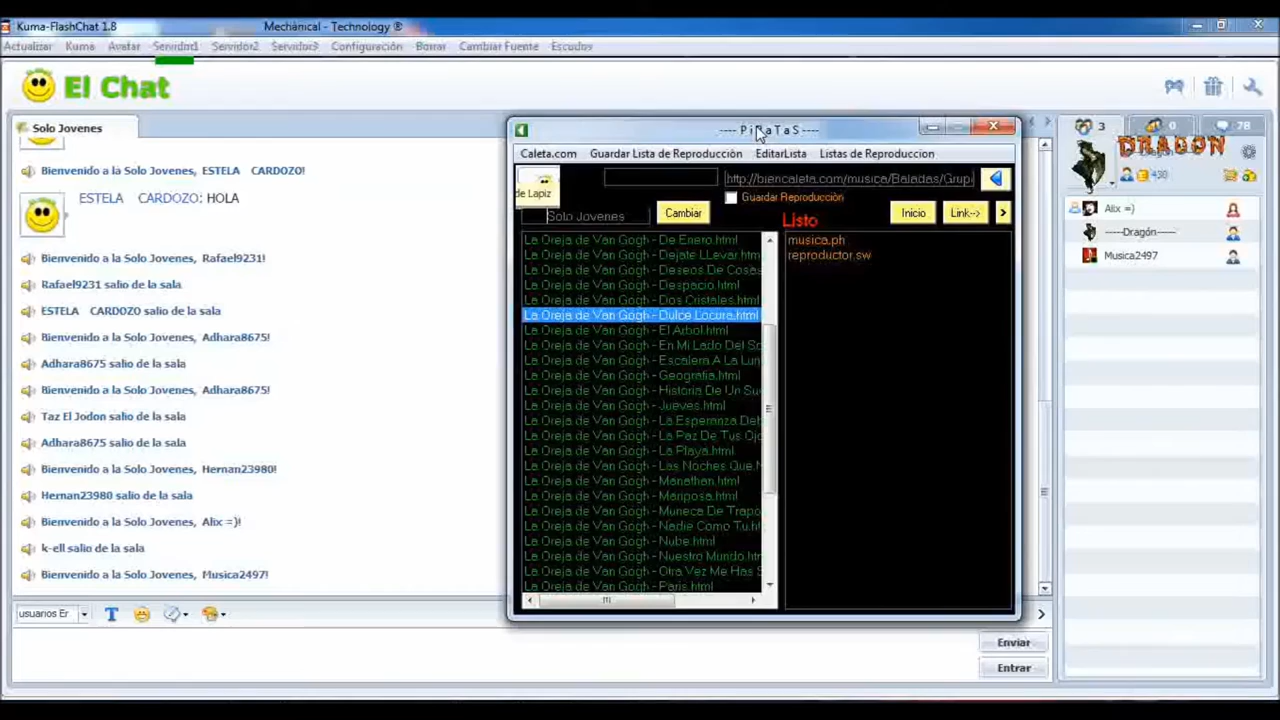 Kuma-FlashChat 1.8 Mechànical - Technology ®
Actualizar Kuma Avatar Servidor1 Servidor2 Servidor3 Configuración Borrar Cambiar Fuente Escudos
El Chat
Solo Jovenes
Bienvenido a la Solo Jovenes, ESTELA CARDOZO!
ESTELA CARDOZO: HOLA
Bienvenido a la Solo Jovenes, Rafael9231!
Rafael9231 salio de la sala
ESTELA CARDOZO salio de la sala
Bienvenido a la Solo Jovenes, Adhara8675!
Adhara8675 salio de la sala
Bienvenido a la Solo Jovenes, Adhara8675!
Taz El Jodon salio de la sala
Adhara8675 salio de la sala
Bienvenido a la Solo Jovenes, Hernan23980!
Hernan23980 salio de la sala
Bienvenido a la Solo Jovenes, Alix =)!
k-ell salio de la sala
Bienvenido a la Solo Jovenes, Musica2497!
usuarios Er
Enviar
Entrar
Caleta.com Guardar Lista de Reproducción EditarLista Listas de Reproduccion
de Lapiz
http://biencaleta.com/musica/Baladas/Grup
Guardar Reproducción
Solo Jovenes Cambiar
Listo
Inicio Link-->
La Oreja de Van Gogh - De Enero.html
La Oreja de Van Gogh - Dejate LLevar.htm
La Oreja de Van Gogh - Deseos De Cosas
La Oreja de Van Gogh - Despacio.html
La Oreja de Van Gogh - Dos Cristales.html
La Oreja de Van Gogh - Dulce Locura.html
La Oreja de Van Gogh - El Arbol.html
La Oreja de Van Gogh - En Mi Lado Del So
La Oreja de Van Gogh - Escalera A La Lun
La Oreja de Van Gogh - Geografia.html
La Oreja de Van Gogh - Historia De Un Sue
La Oreja de Van Gogh - Jueves.html
La Oreja de Van Gogh - La Esperanza Deb
La Oreja de Van Gogh - La Paz De Tus Ojo
La Oreja de Van Gogh - La Playa.html
La Oreja de Van Gogh - Las Noches Que N
La Oreja de Van Gogh - Manathan.html
La Oreja de Van Gogh - Mariposa.html
La Oreja de Van Gogh - Muneca De Trapo
La Oreja de Van Gogh - Nadie Como Tu.ht
La Oreja de Van Gogh - Nube.html
La Oreja de Van Gogh - Nuestro Mundo.htm
La Oreja de Van Gogh - Otra Vez Me Has S
La Oreja de Van Gogh - Paris.html
musica.ph
reproductor.sw
3 0 78
DRAGON
430
Alix =)
-----Dragón-----
Musica2497